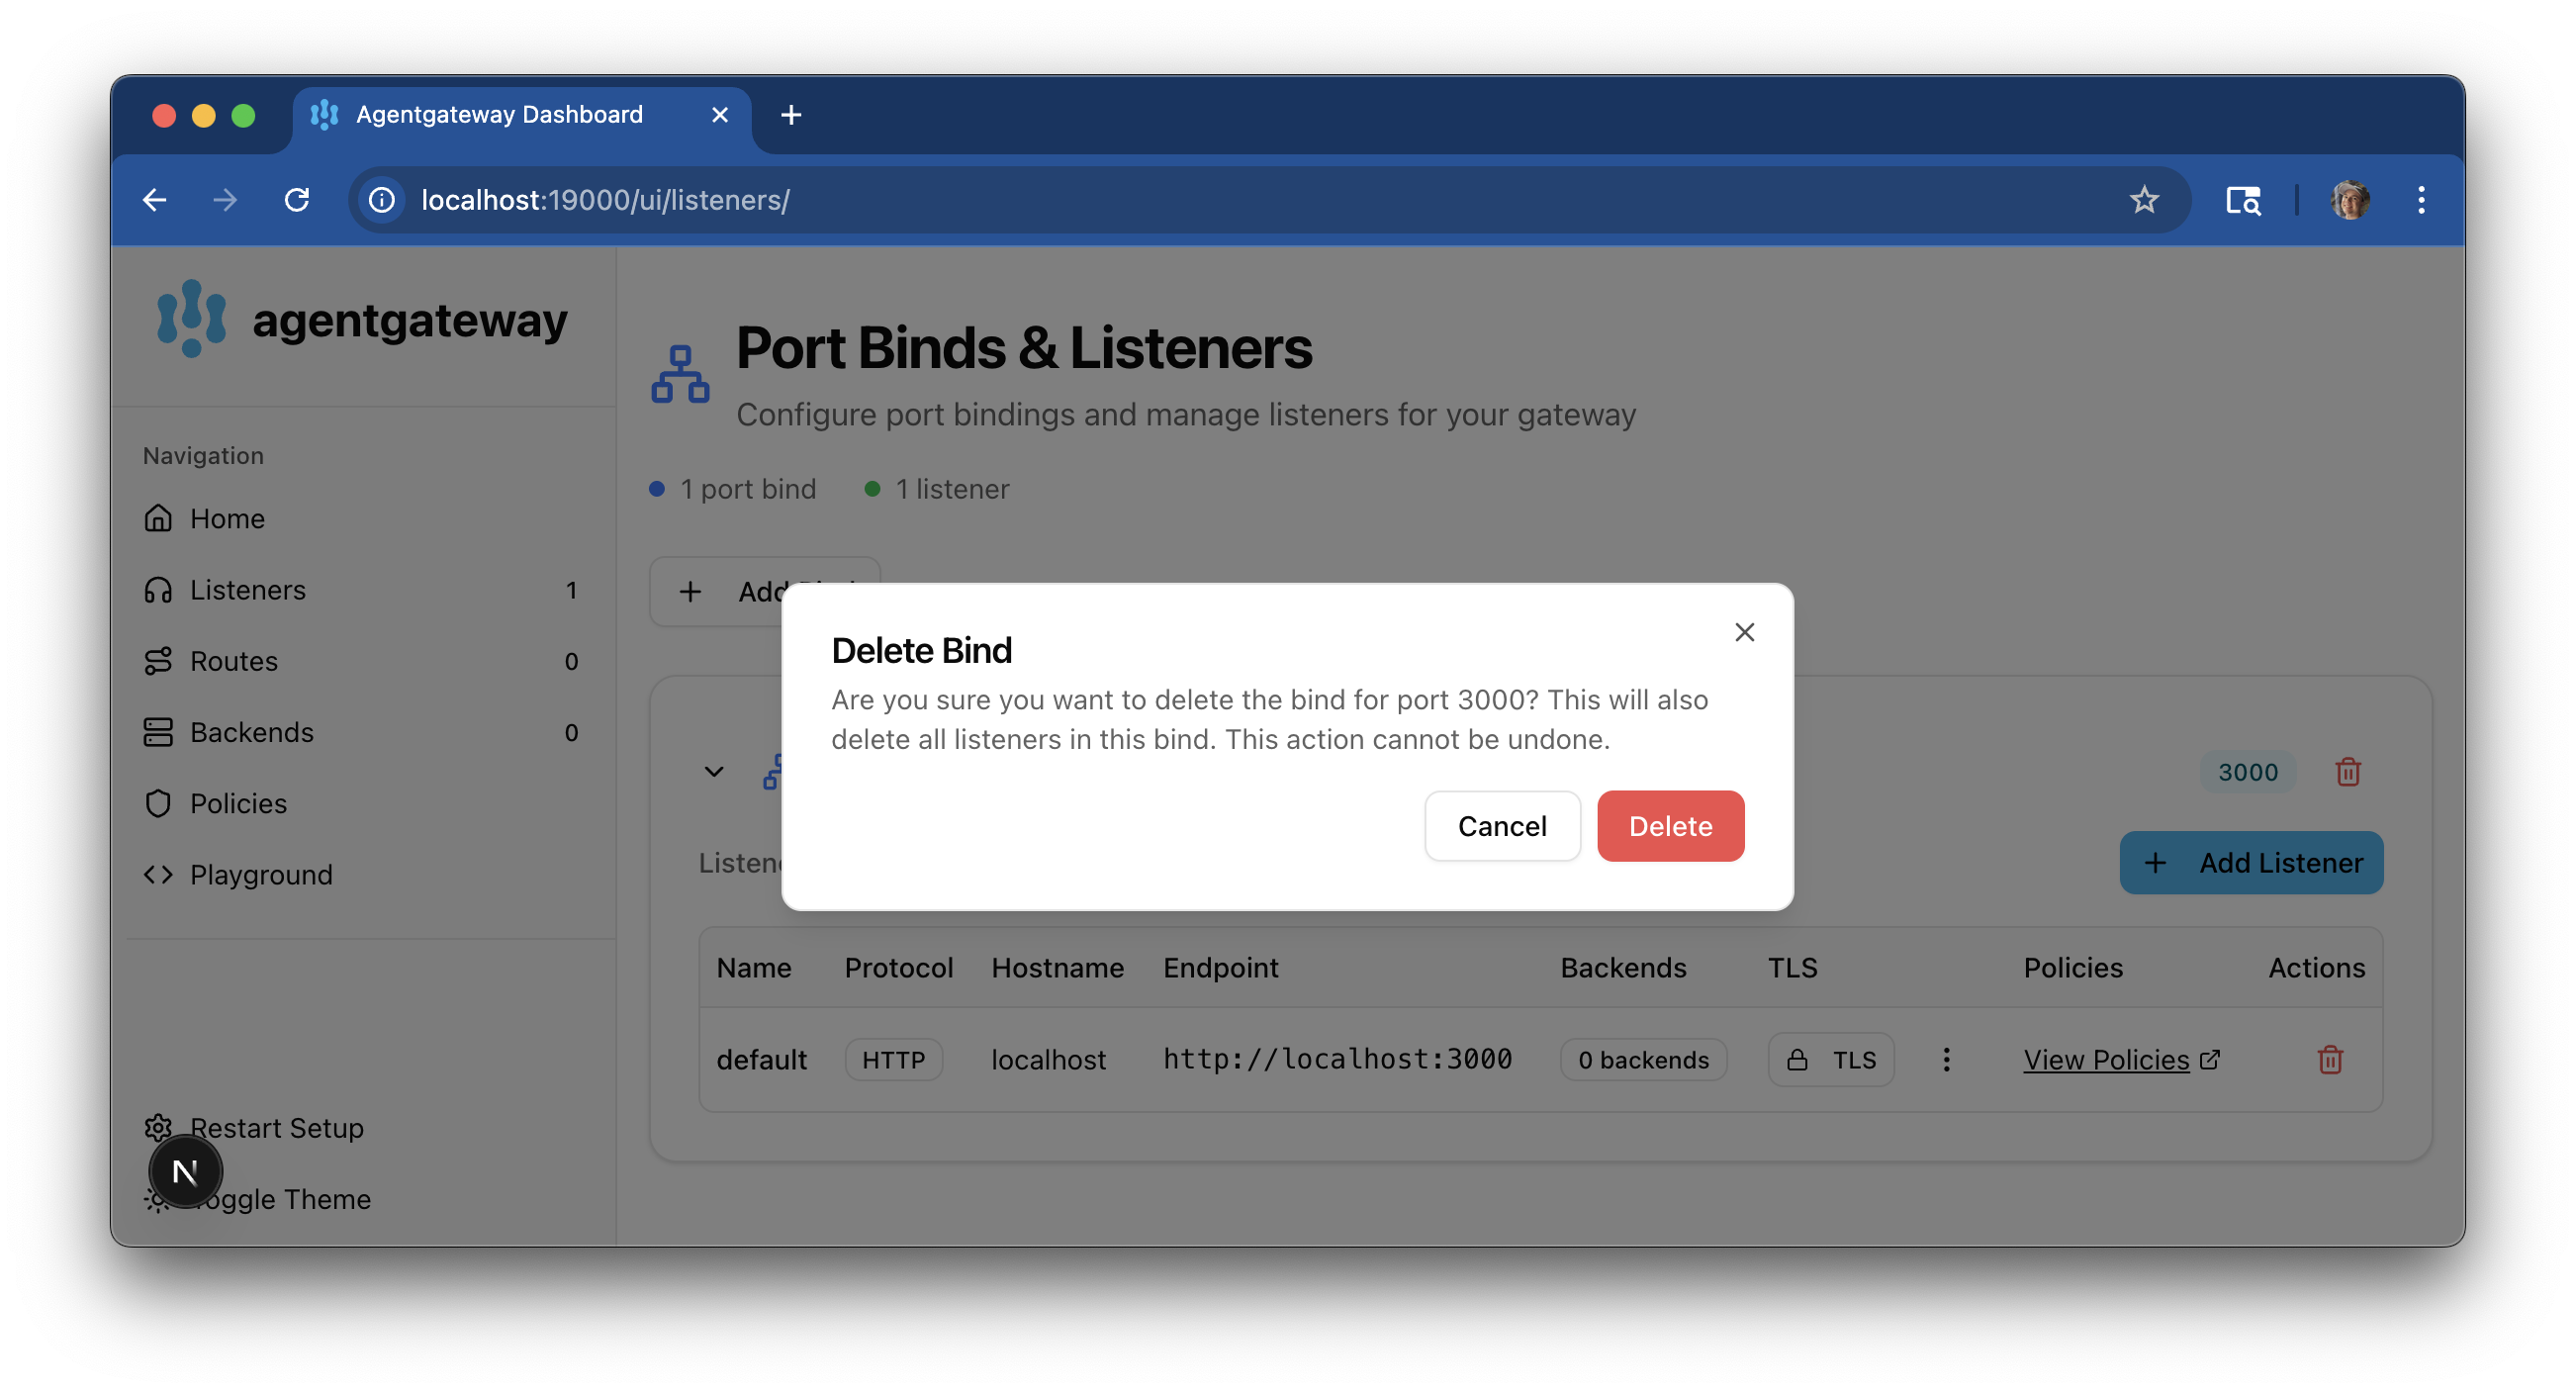 Agentgateway Dashboard
localhost:19000/ui/listeners/
agentgateway
Navigation
Home
Listeners 1
Routes 0
Backends 0
Policies
Playground
Restart Setup
Toggle Theme
N
Port Binds & Listeners
Configure port bindings and manage listeners for your gateway
1 port bind 1 listener
Add
Delete Bind
Are you sure you want to delete the bind for port 3000? This will also
delete all listeners in this bind. This action cannot be undone.
Cancel Delete
3000
Add Listener
Name Protocol Hostname Endpoint Backends TLS Policies Actions
default HTTP localhost http://localhost:3000 0 backends TLS View Policies